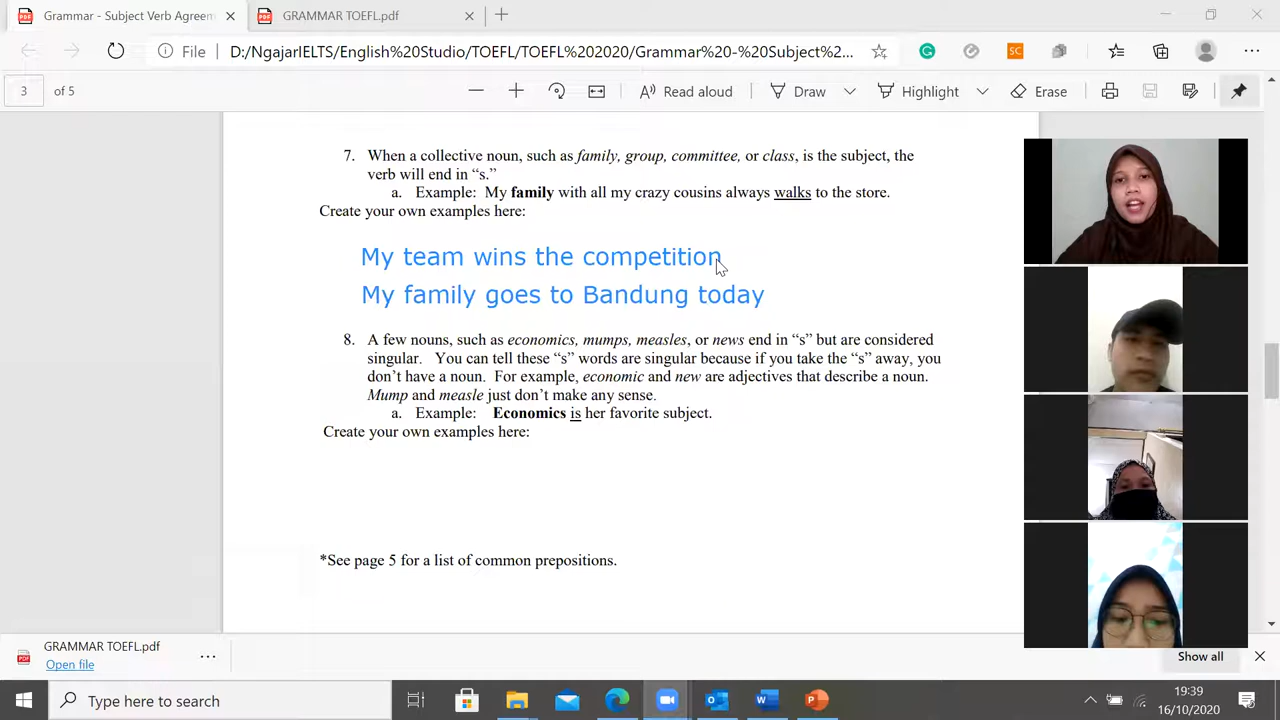 Grammar - Subject Verb Agreem
GRAMMAR TOEFL.pdf
File
D:/NgajarIELTS/English%20Studio/TOEFL/TOEFL%202020/Grammar%20-%20Subject%2...
SC
3 of 5
Read aloud
Draw
Highlight
Erase
7. When a collective noun, such as family, group, committee, or class, is the subject, the
verb will end in “s.”
a. Example: My family with all my crazy cousins always walks to the store.
Create your own examples here:
My team wins the competition
My family goes to Bandung today
8. A few nouns, such as economics, mumps, measles, or news end in “s” but are considered
singular. You can tell these “s” words are singular because if you take the “s” away, you
don’t have a noun. For example, economic and new are adjectives that describe a noun.
Mump and measle just don’t make any sense.
a. Example: Economics is her favorite subject.
Create your own examples here:
*See page 5 for a list of common prepositions.
GRAMMAR TOEFL.pdf
Open file
Show all
Type here to search
19:39
16/10/2020